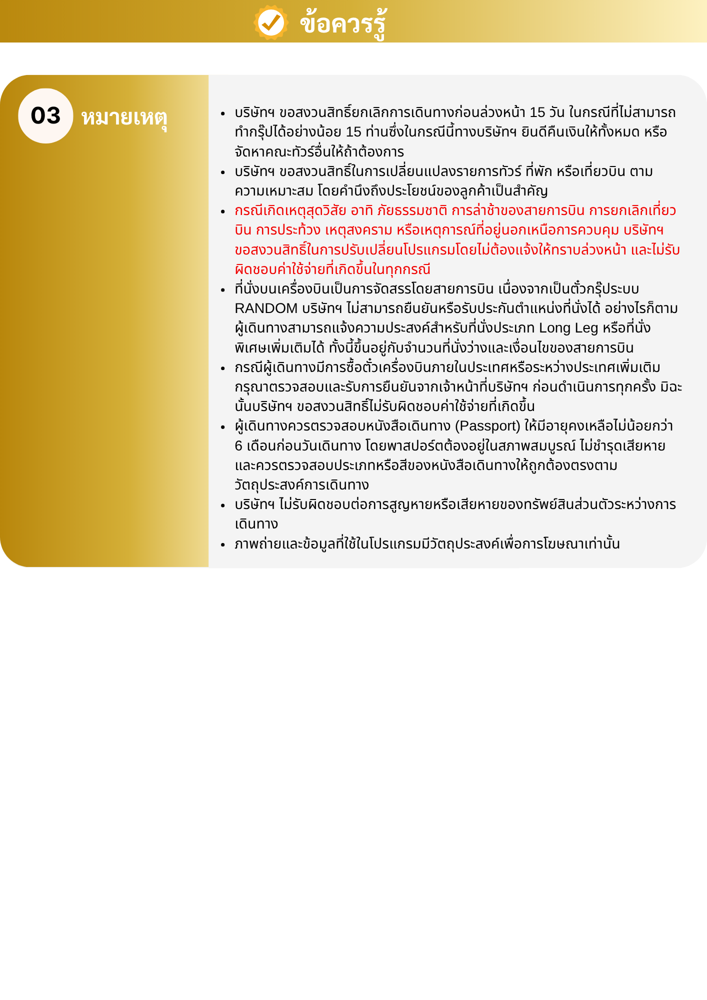 ข้อควรรู้
03 หมายเหตุ
• บริษัทฯ ขอสงวนสิทธิ์ยกเลิกการเดินทางก่อนล่วงหน้า 15 วัน ในกรณีที่ไม่สามารถ
ทำกรุ๊ปได้อย่างน้อย 15 ท่านซึ่งในกรณีนี้ทางบริษัทฯ ยินดีคืนเงินให้ทั้งหมด หรือ
จัดหาคณะทัวร์อื่นให้ถ้าต้องการ
• บริษัทฯ ขอสงวนสิทธิ์ในการเปลี่ยนแปลงรายการทัวร์ ที่พัก หรือเที่ยวบิน ตาม
ความเหมาะสม โดยคำนึงถึงประโยชน์ของลูกค้าเป็นสำคัญ
• กรณีเกิดเหตุสุดวิสัย อาทิ ภัยธรรมชาติ การล่าช้าของสายการบิน การยกเลิกเที่ยว
บิน การประท้วง เหตุสงคราม หรือเหตุการณ์ที่อยู่นอกเหนือการควบคุม บริษัทฯ
ขอสงวนสิทธิ์ในการปรับเปลี่ยนโปรแกรมโดยไม่ต้องแจ้งให้ทราบล่วงหน้า และไม่รับ
ผิดชอบค่าใช้จ่ายที่เกิดขึ้นในทุกกรณี
• ที่นั่งบนเครื่องบินเป็นการจัดสรรโดยสายการบิน เนื่องจากเป็นตั๋วกรุ๊ประบบ
RANDOM บริษัทฯ ไม่สามารถยืนยันหรือรับประกันตำแหน่งที่นั่งได้ อย่างไรก็ตาม
ผู้เดินทางสามารถแจ้งความประสงค์สำหรับที่นั่งประเภท Long Leg หรือที่นั่ง
พิเศษเพิ่มเติมได้ ทั้งนี้ขึ้นอยู่กับจำนวนที่นั่งว่างและเงื่อนไขของสายการบิน
• กรณีผู้เดินทางมีการซื้อตั๋วเครื่องบินภายในประเทศหรือระหว่างประเทศเพิ่มเติม
กรุณาตรวจสอบและรับการยืนยันจากเจ้าหน้าที่บริษัทฯ ก่อนดำเนินการทุกครั้ง มิฉะ
นั้นบริษัทฯ ขอสงวนสิทธิ์ไม่รับผิดชอบค่าใช้จ่ายที่เกิดขึ้น
• ผู้เดินทางควรตรวจสอบหนังสือเดินทาง (Passport) ให้มีอายุคงเหลือไม่น้อยกว่า
6 เดือนก่อนวันเดินทาง โดยพาสปอร์ตต้องอยู่ในสภาพสมบูรณ์ ไม่ชำรุดเสียหาย
และควรตรวจสอบประเภทหรือสีของหนังสือเดินทางให้ถูกต้องตรงตาม
วัตถุประสงค์การเดินทาง
• บริษัทฯ ไม่รับผิดชอบต่อการสูญหายหรือเสียหายของทรัพย์สินส่วนตัวระหว่างการ
เดินทาง
• ภาพถ่ายและข้อมูลที่ใช้ในโปรแกรมมีวัตถุประสงค์เพื่อการโฆษณาเท่านั้น